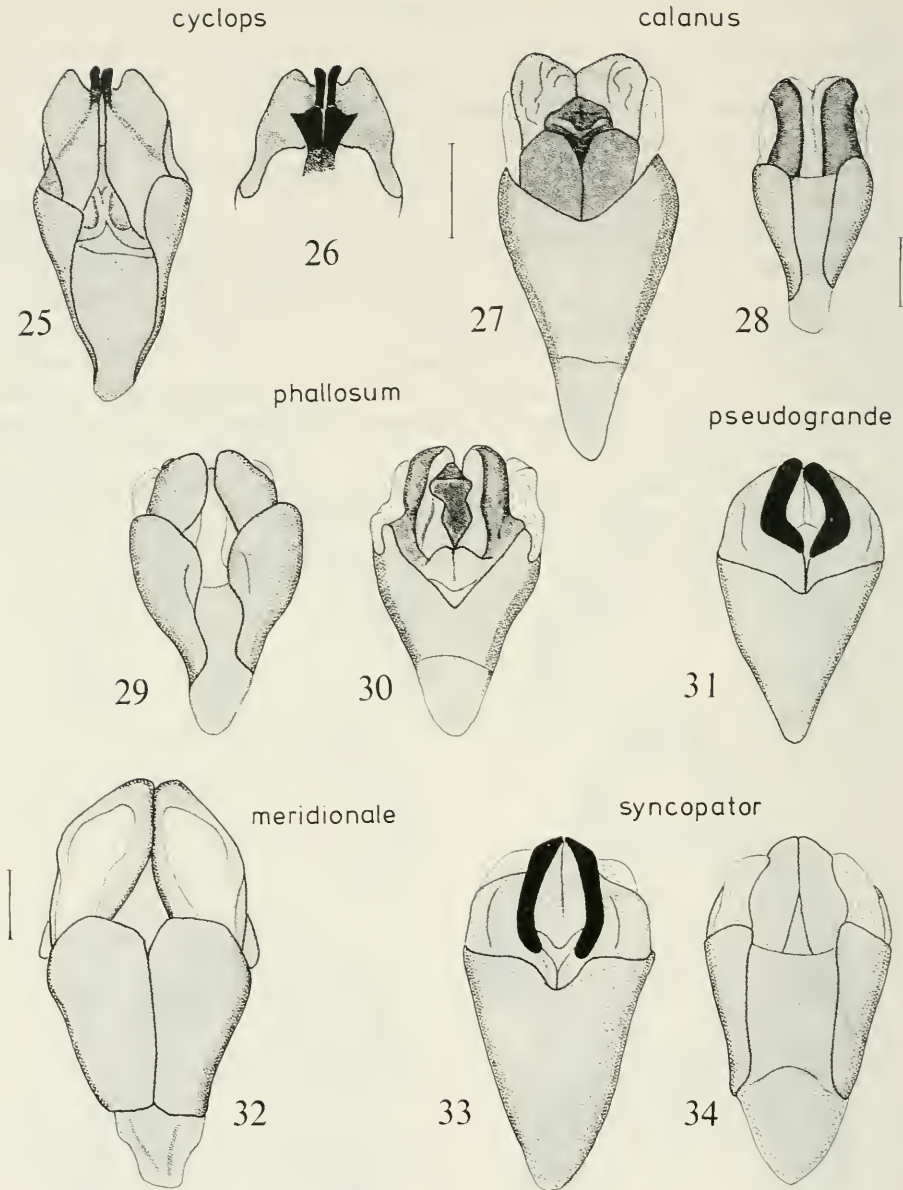 cyclops
calanus
25
26
27
28
phallosum
pseudogrande
29
30
31
meridionale
syncopator
32
33
34